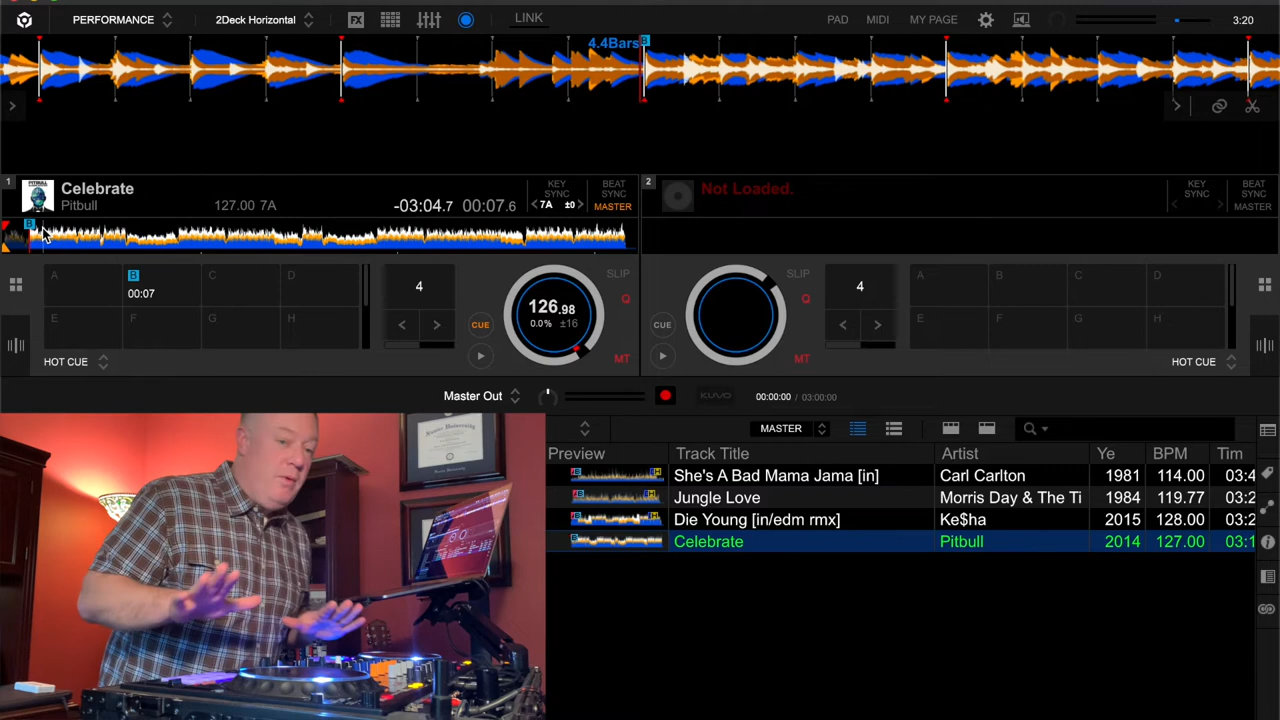 PERFORMANCE 2Deck Horizontal FX LINK PAD MIDI MY PAGE 3:20
4.4Bars B
1 Celebrate
Pitbull 127.00 7A -03:04.7 00:07.6
KEY SYNC 7A ±0
BEAT SYNC MASTER
2 Not Loaded.
KEY SYNC
BEAT SYNC MASTER
B
A B C D
00:07
E F G H
HOT CUE
4
CUE
126.98
0.0% ±16
SLIP
Q
MT
CUE
SLIP
Q
MT
4
A B C D
E F G H
HOT CUE
Master Out KUVO 00:00:00 / 03:00:00
MASTER
Preview Track Title Artist Ye BPM Tim
She's A Bad Mama Jama [in] Carl Carlton 1981 114.00 03:4
Jungle Love Morris Day & The Ti 1984 119.77 03:2
Die Young [in/edm rmx] Ke$ha 2015 128.00 03:2
Celebrate Pitbull 2014 127.00 03:1
Xavier University